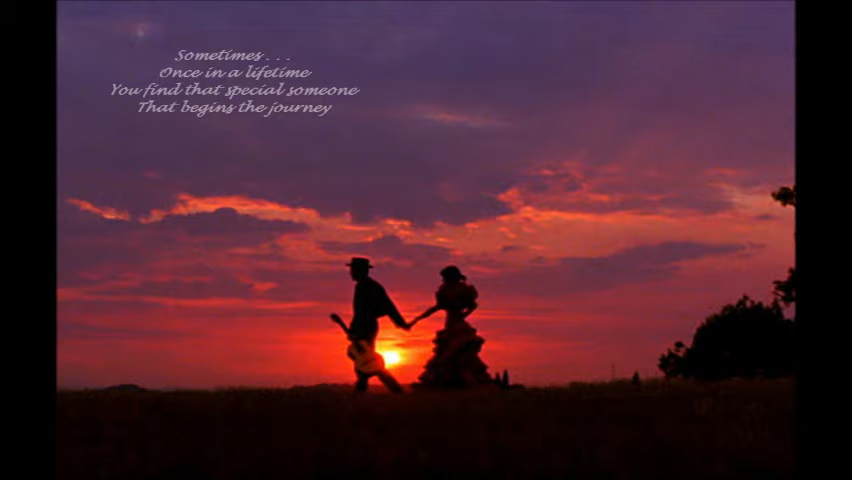 Sometimes . . .
Once in a lifetime
You find that special someone
That begins the journey